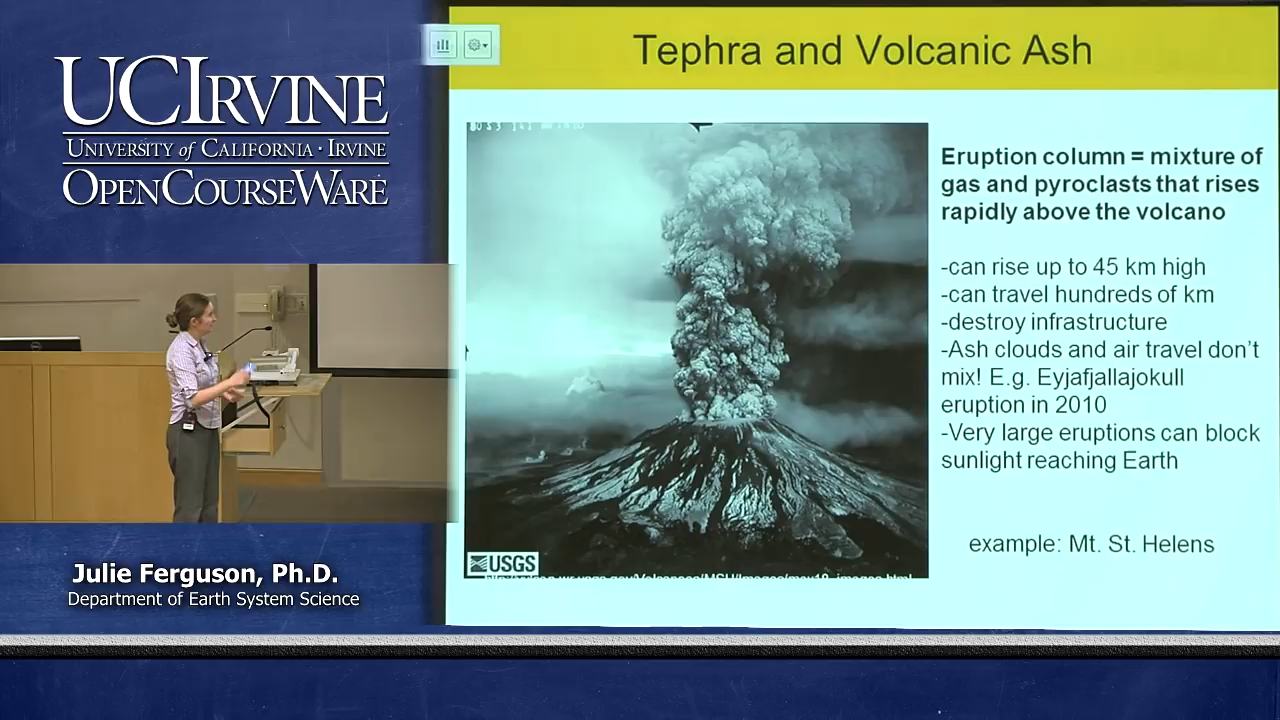 UCIRVINE
UNIVERSITY of CALIFORNIA · IRVINE
OPENCOURSEWARE
Julie Ferguson, Ph.D.
Department of Earth System Science
Tephra and Volcanic Ash
Eruption column = mixture of
gas and pyroclasts that rises
rapidly above the volcano
-can rise up to 45 km high
-can travel hundreds of km
-destroy infrastructure
-Ash clouds and air travel don't
mix! E.g. Eyjafjallajokull
eruption in 2010
-Very large eruptions can block
sunlight reaching Earth
example: Mt. St. Helens
USGS